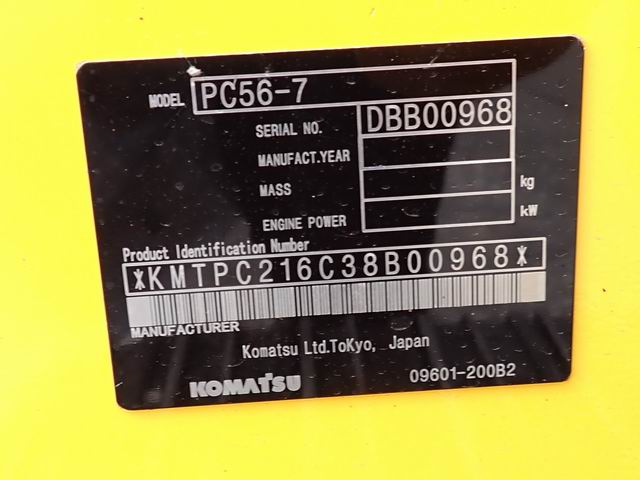 MODEL PC56-7
SERIAL NO. DBB00968
MANUFACT.YEAR
MASS kg
ENGINE POWER kW
Product Identification Number
*KMTPC216C38B00968*
MANUFACTURER
Komatsu Ltd.ToKyo, Japan
KOMATSU 09601-200B2